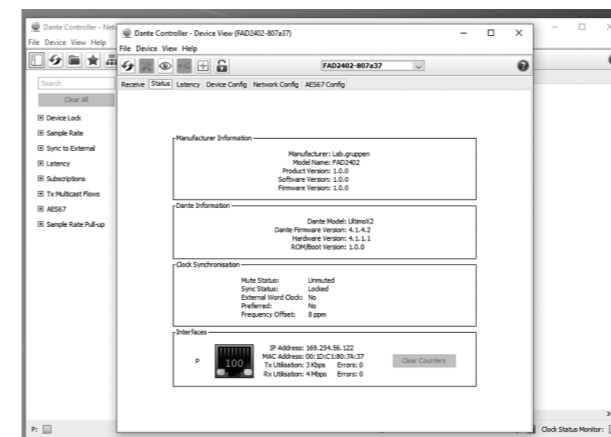 Dante Controller - Net
File Device View Help
Search
Clear All
Device Lock
Sample Rate
Sync to External
Latency
Subscriptions
Tx Multicast Flows
AES67
Sample Rate Pull-up
P:
Clock Status Monitor:
Dante Controller - Device View (FAD2402-807a37)
File Device View Help
FAD2402-807a37
Receive Status Latency Device Config Network Config AES67 Config
Manufacturer Information
Manufacturer: Lab.gruppen
Model Name: FAD2402
Product Version: 1.0.0
Software Version: 1.0.0
Firmware Version: 1.0.0
Dante Information
Dante Model: UltimoX2
Dante Firmware Version: 4.1.4.2
Hardware Version: 4.1.1.1
ROM/Boot Version: 1.0.0
Clock Synchronisation
Mute Status: Unmuted
Sync Status: Locked
External Word Clock: No
Preferred: No
Frequency Offset: 8 ppm
Interfaces
P
100
IP Address: 169.254.56.122
MAC Address: 00:1D:C1:80:7A:37
Tx Utilisation: 3 Kbps Errors: 0
Rx Utilisation: 4 Mbps Errors: 0
Clear Counters